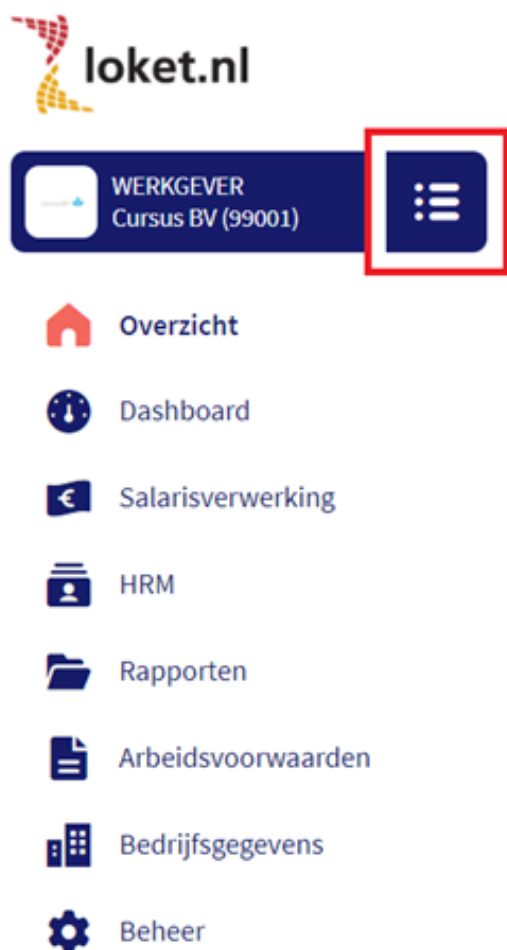 loket.nl
WERKGEVER
Cursus BV (99001)
Overzicht
Dashboard
Salarisverwerking
HRM
Rapporten
Arbeidsvoorwaarden
Bedrijfsgegevens
Beheer